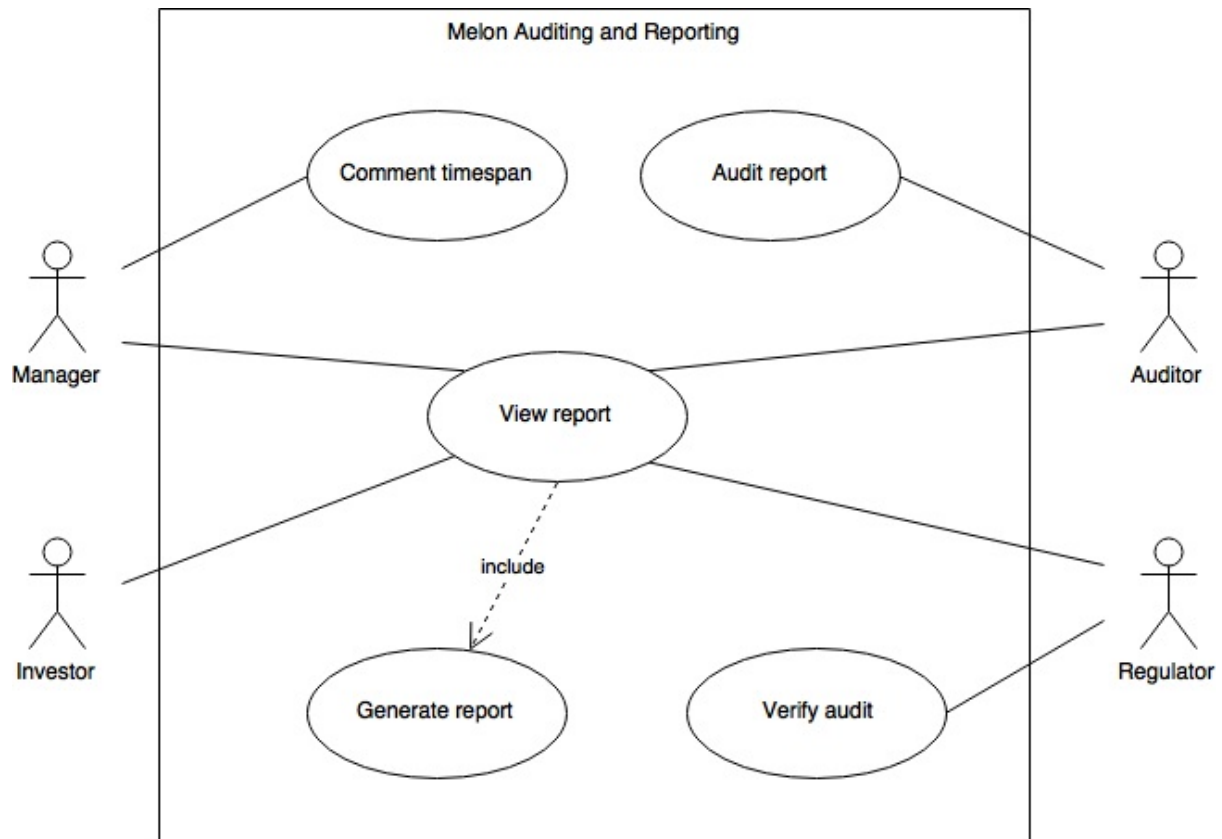 Melon Auditing and Reporting
Comment timespan
Audit report
Manager
Auditor
View report
include
Investor
Regulator
Generate report
Verify audit